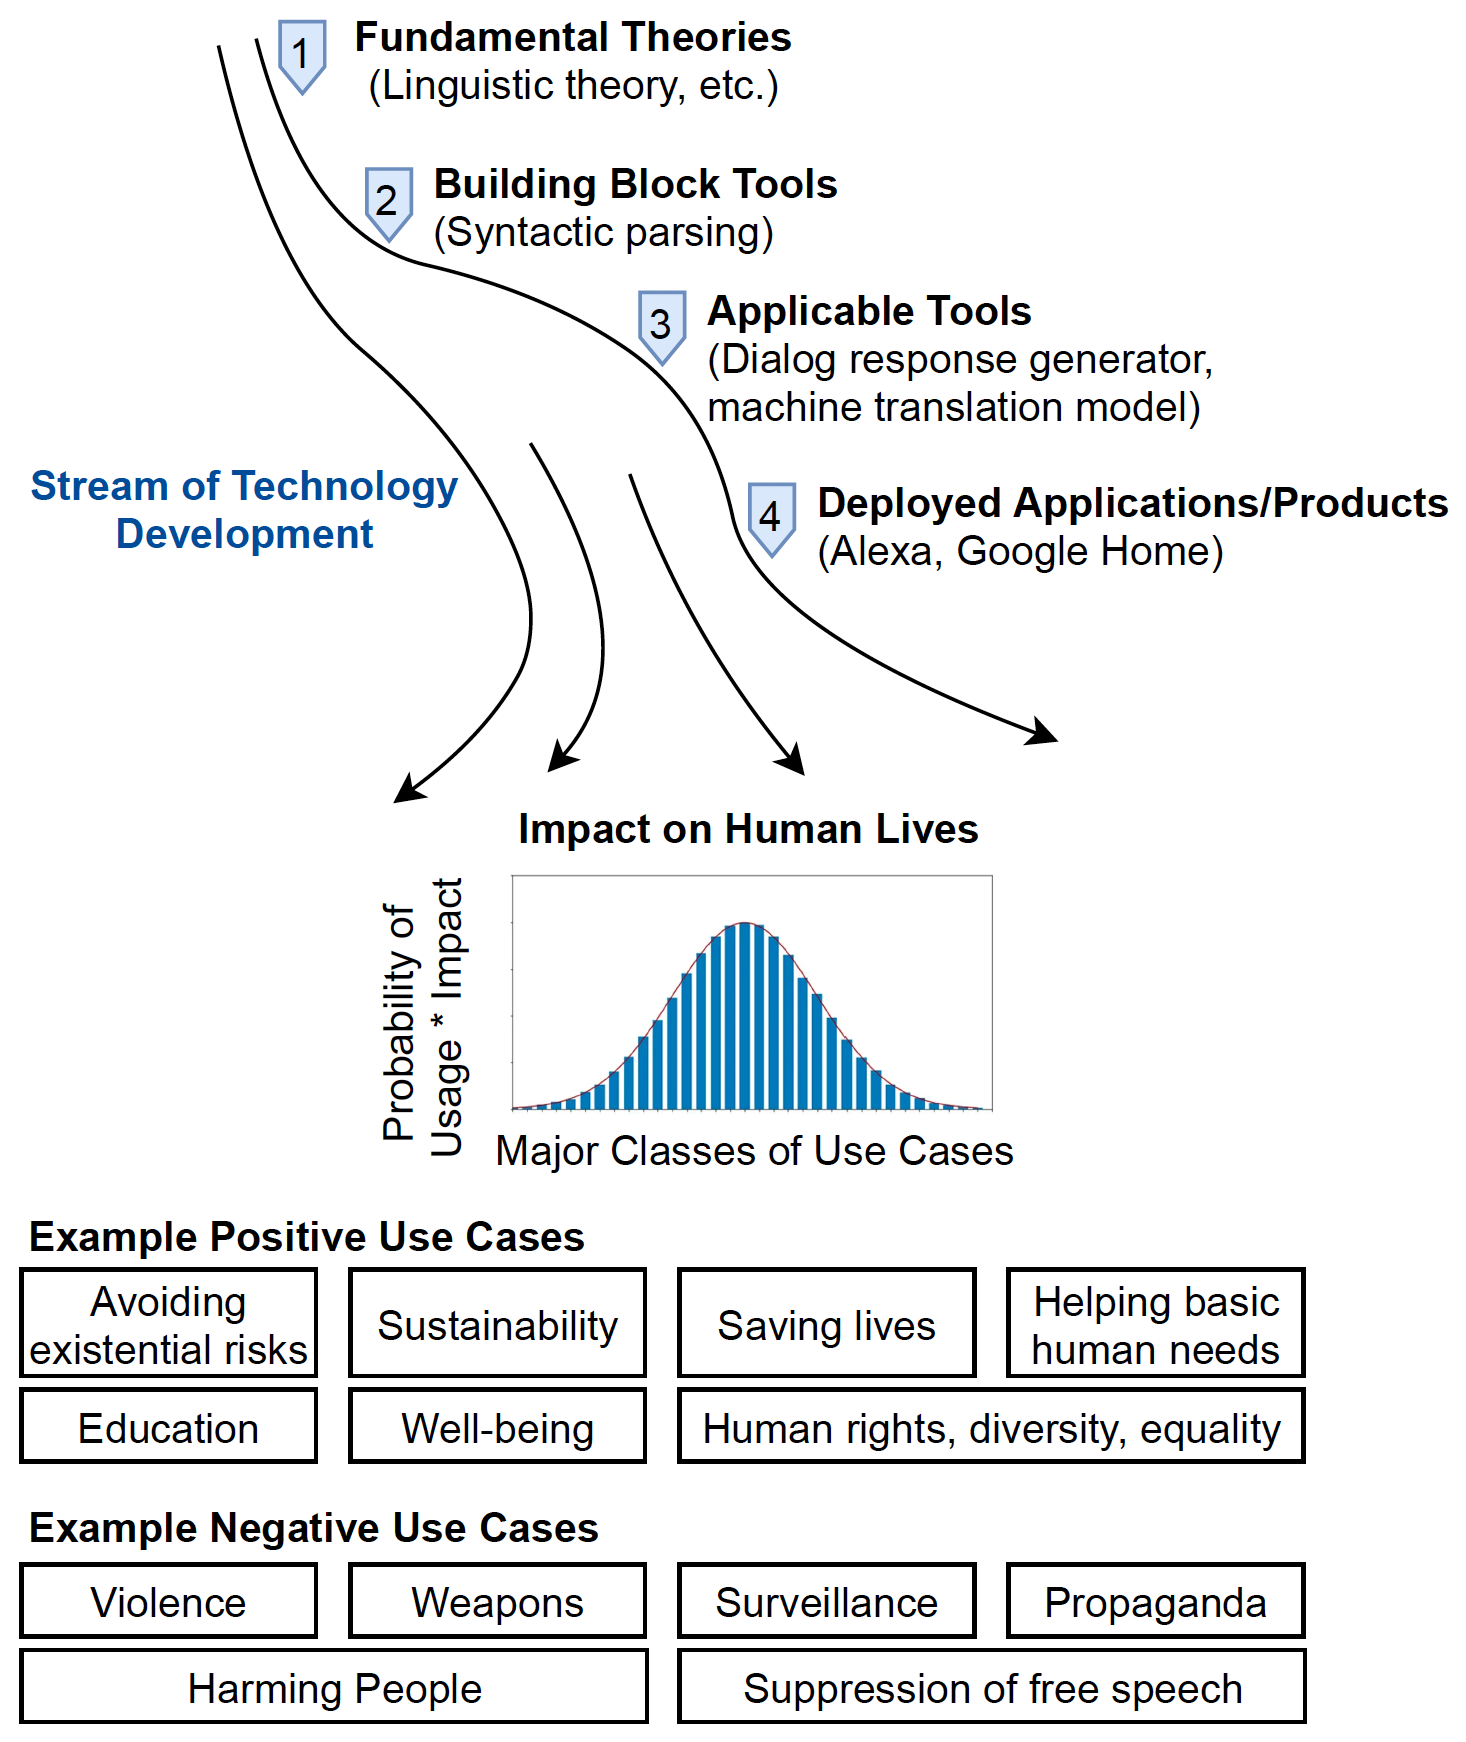 1
Fundamental Theories
(Linguistic theory, etc.)
2
Building Block Tools
(Syntactic parsing)
3
Applicable Tools
(Dialog response generator,
machine translation model)
Stream of Technology
Development
4
Deployed Applications/Products
(Alexa, Google Home)
Impact on Human Lives
Probability of
Usage * Impact
Major Classes of Use Cases
Example Positive Use Cases
Avoiding
existential risks
Sustainability
Saving lives
Helping basic
human needs
Education
Well-being
Human rights, diversity, equality
Example Negative Use Cases
Violence
Weapons
Surveillance
Propaganda
Harming People
Suppression of free speech